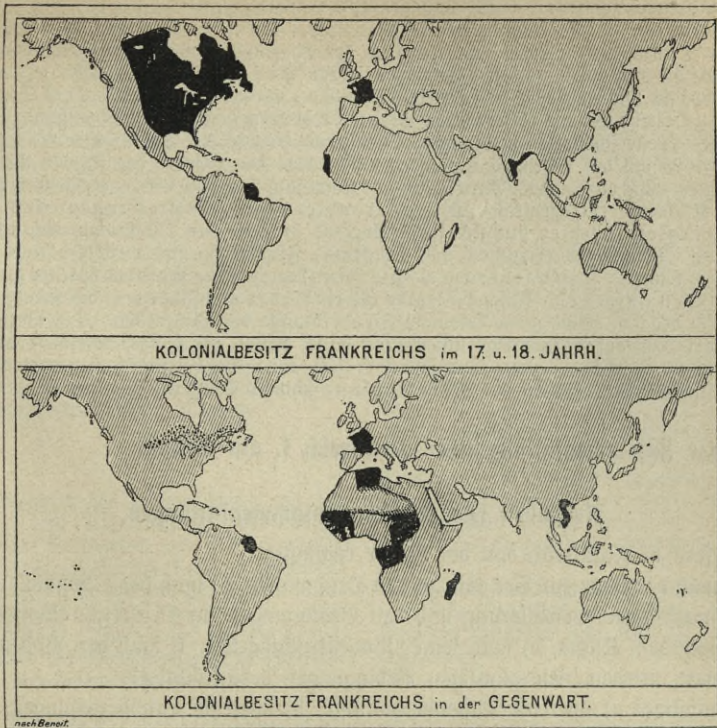 KOLONIALBESITZ FRANKREICHS im 17. u. 18. JAHRH.
KOLONIALBESITZ FRANKREICHS in der GEGENWART.
nach Benoit.